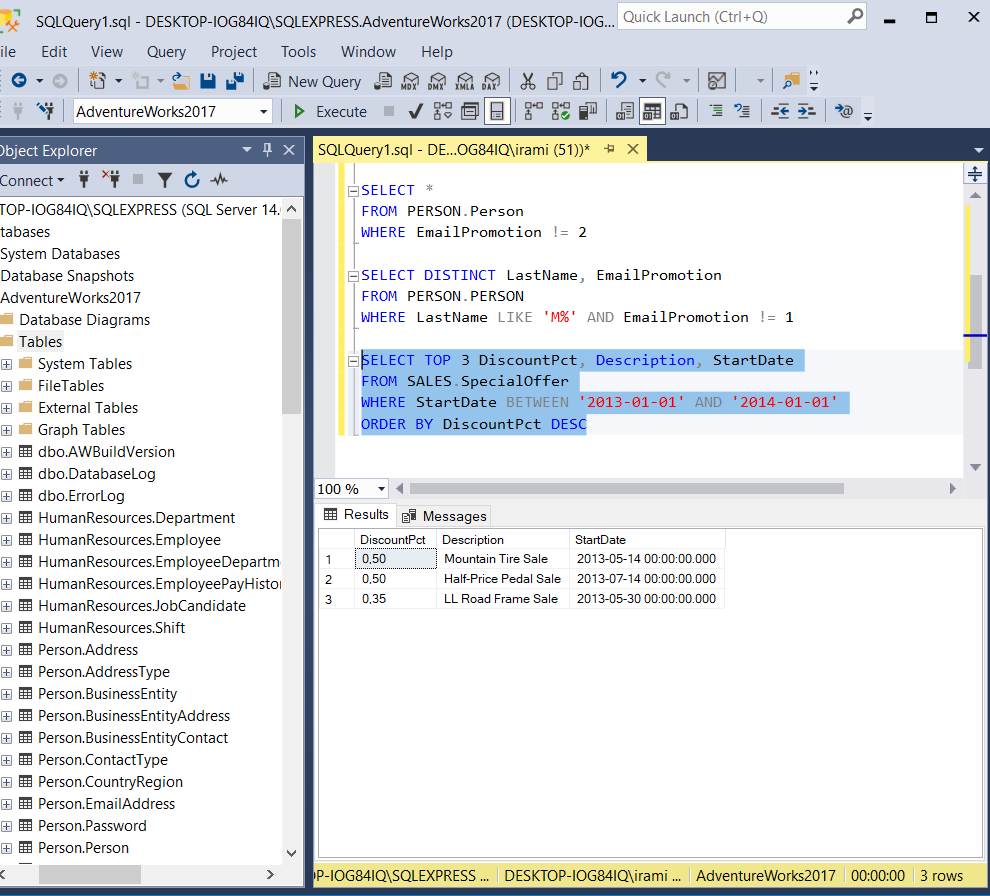 SQLQuery1.sql - DESKTOP-IOG84IQ\SQLEXPRESS.AdventureWorks2017 (DESKTOP-IOG...
Quick Launch (Ctrl+Q)
ile Edit View Query Project Tools Window Help
New Query MDX DMX XMLA DAX
AdventureWorks2017 Execute
Object Explorer
Connect
TOP-IOG84IQ\SQLEXPRESS (SQL Server 14.
tabases
System Databases
Database Snapshots
AdventureWorks2017
Database Diagrams
Tables
System Tables
FileTables
External Tables
Graph Tables
dbo.AWBuildVersion
dbo.DatabaseLog
dbo.ErrorLog
HumanResources.Department
HumanResources.Employee
HumanResources.EmployeeDepartm
HumanResources.EmployeePayHistor
HumanResources.JobCandidate
HumanResources.Shift
Person.Address
Person.AddressType
Person.BusinessEntity
Person.BusinessEntityAddress
Person.BusinessEntityContact
Person.ContactType
Person.CountryRegion
Person.EmailAddress
Person.Password
Person.Person
SQLQuery1.sql - DE...OG84IQ\irami (51))*
SELECT *
FROM PERSON.Person
WHERE EmailPromotion != 2
SELECT DISTINCT LastName, EmailPromotion
FROM PERSON.PERSON
WHERE LastName LIKE 'M%' AND EmailPromotion != 1
SELECT TOP 3 DiscountPct, Description, StartDate
FROM SALES.SpecialOffer
WHERE StartDate BETWEEN '2013-01-01' AND '2014-01-01'
ORDER BY DiscountPct DESC
100 %
Results Messages
DiscountPct Description StartDate
1 0,50 Mountain Tire Sale 2013-05-14 00:00:00.000
2 0,50 Half-Price Pedal Sale 2013-07-14 00:00:00.000
3 0,35 LL Road Frame Sale 2013-05-30 00:00:00.000
OP-IOG84IQ\SQLEXPRESS ... DESKTOP-IOG84IQ\irami ... AdventureWorks2017 00:00:00 3 rows